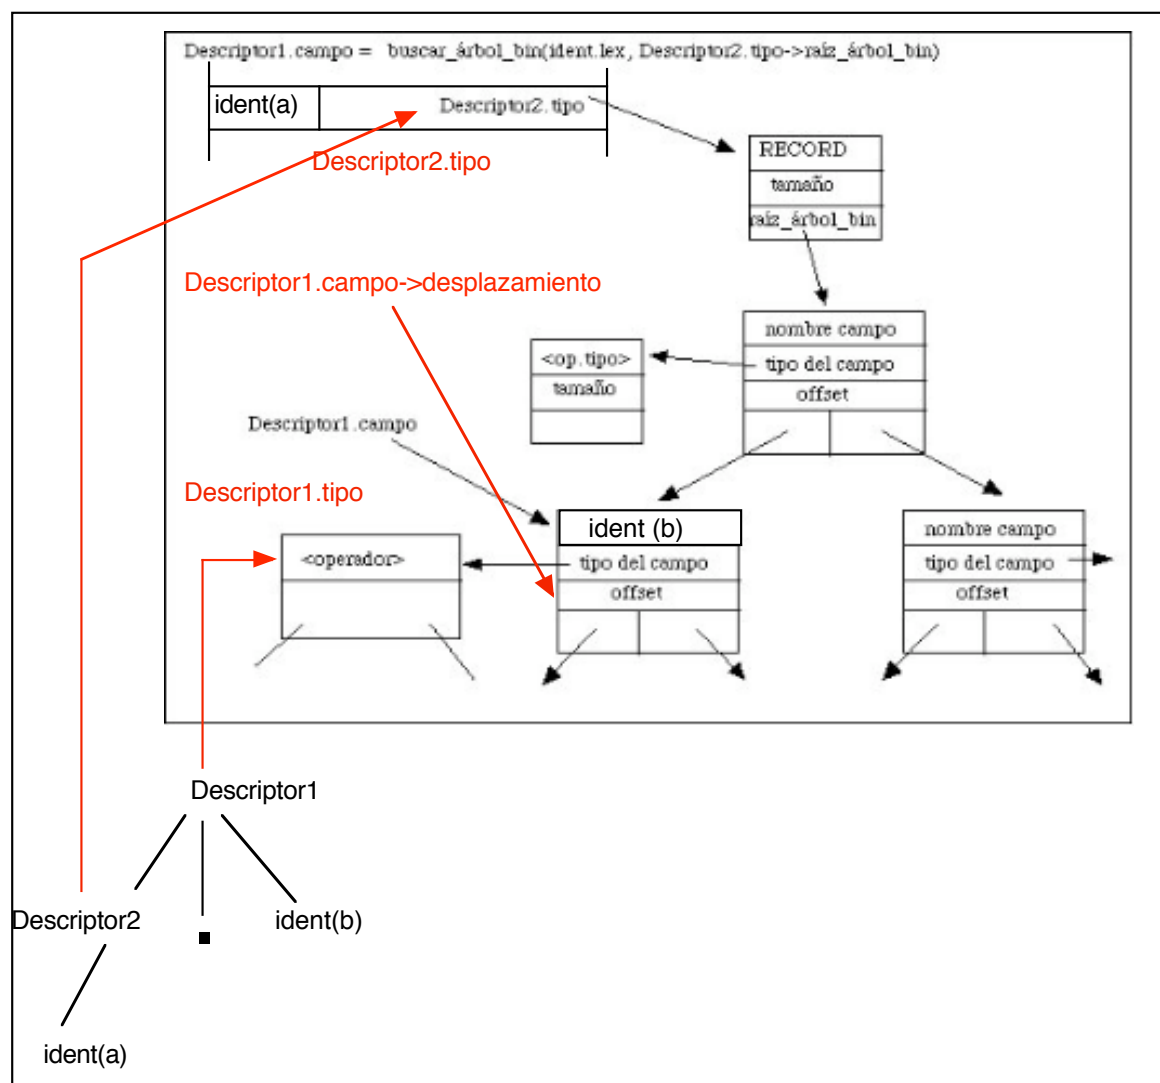 Descriptor1.campo = buscar_árbol_bin(ident.lex, Descriptor2.tipo->raíz_árbol_bin)
ident(a)
Descriptor2.tipo
Descriptor2.tipo
RECORD
tamaño
raíz_árbol_bin
Descriptor1.campo->desplazamiento
nombre campo
tipo del campo
offset
<op.tipo>
tamaño
Descriptor1.campo
Descriptor1.tipo
ident (b)
tipo del campo
offset
nombre campo
tipo del campo
offset
<operador>
Descriptor1
Descriptor2
.
ident(b)
ident(a)